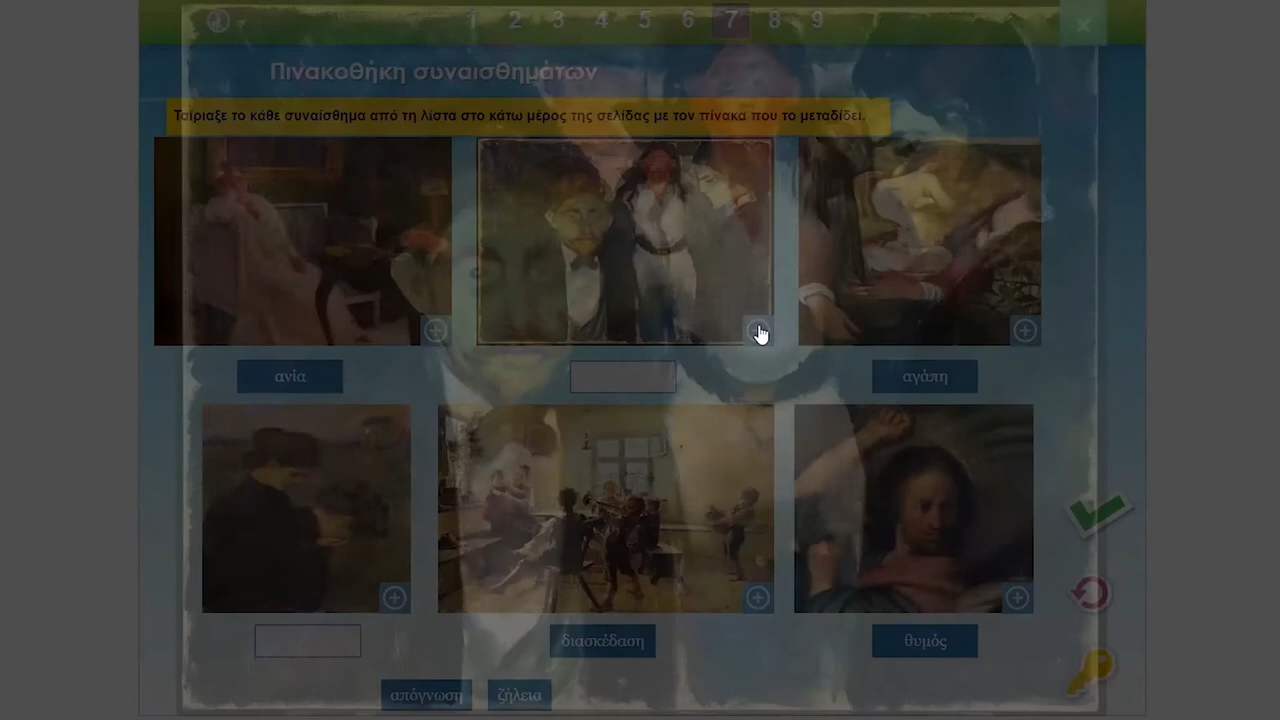 1 2 3 4 5 6 7 8 9
Πινακοθήκη συναισθημάτων
Ταίριαξε το κάθε συναίσθημα από τη λίστα στο κάτω μέρος της σελίδας με τον πίνακα που το μεταδίδει.
ανία
αγάπη
διασκέδαση
θυμός
απόγνωση
ζήλεια